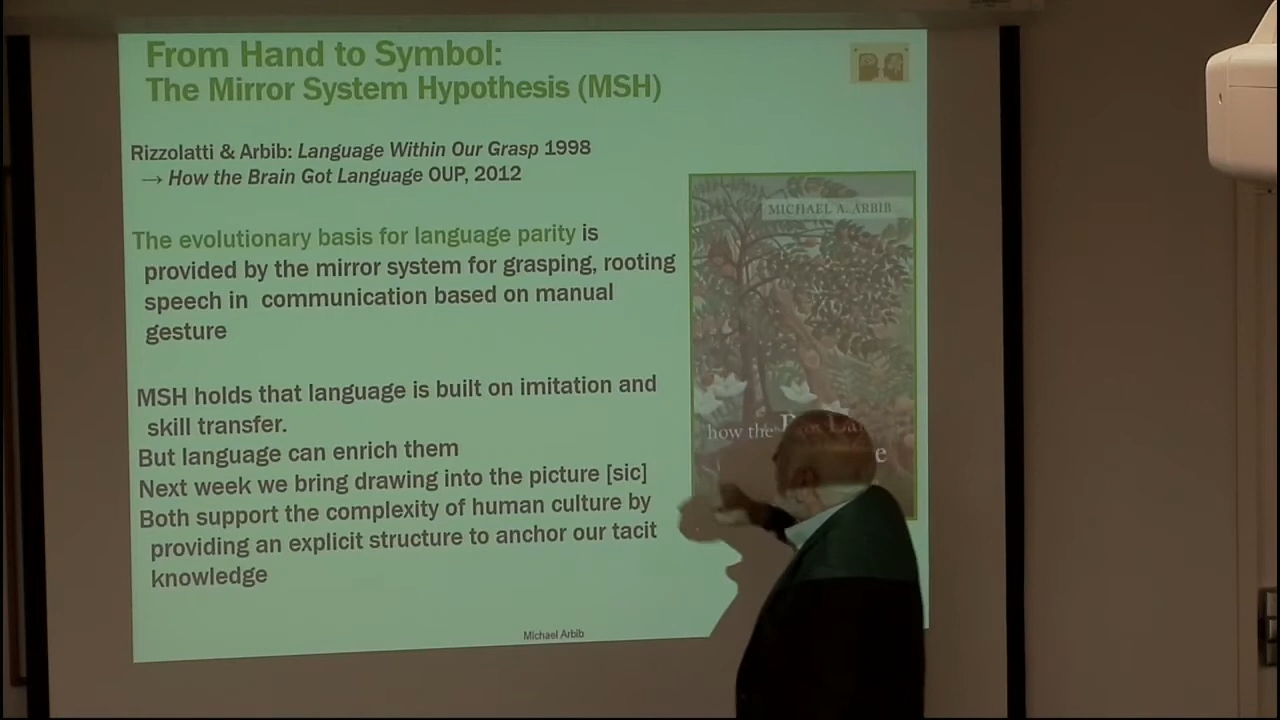 From Hand to Symbol:
The Mirror System Hypothesis (MSH)
Rizzolatti & Arbib: Language Within Our Grasp 1998
→ How the Brain Got Language OUP, 2012
The evolutionary basis for language parity is
provided by the mirror system for grasping, rooting
speech in communication based on manual
gesture
MSH holds that language is built on imitation and
skill transfer.
But language can enrich them
Next week we bring drawing into the picture [sic]
Both support the complexity of human culture by
providing an explicit structure to anchor our tacit
knowledge
Michael Arbib
MICHAEL A. ARBIB
how the
e